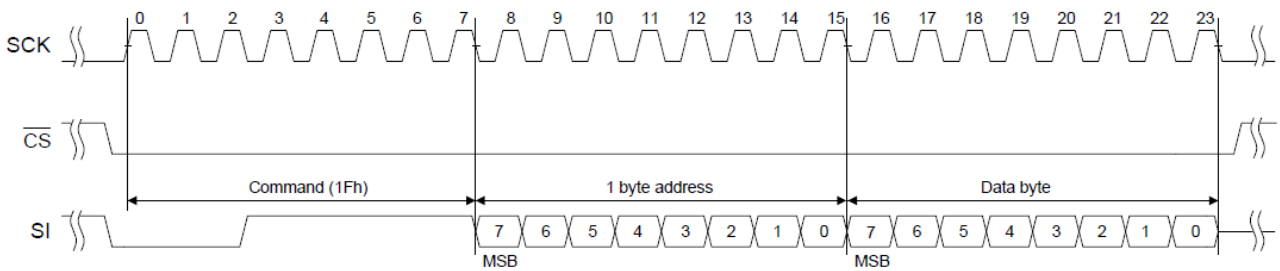 0 1 2 3 4 5 6 7 8 9 10 11 12 13 14 15 16 17 18 19 20 21 22 23
SCK
CS
Command (1Fh) 1 byte address Data byte
SI 7 6 5 4 3 2 1 0 7 6 5 4 3 2 1 0
MSB MSB